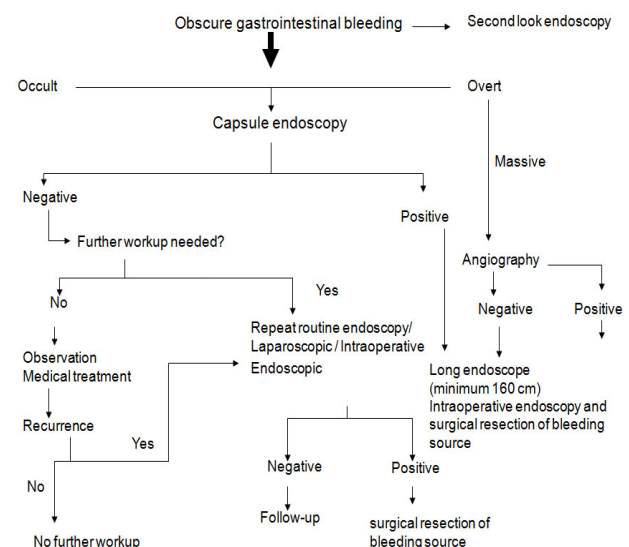 Obscure gastrointestinal bleeding
Second look endoscopy
Occult
Overt
Capsule endoscopy
Massive
Negative
Positive
Further workup needed?
Angiography
No
Yes
Negative
Positive
Repeat routine endoscopy/
Laparoscopic / Intraoperative
Endoscopic
Observation
Medical treatment
Long endoscope
(minimum 160 cm)
Intraoperative endoscopy and
surgical resection of bleeding
source
Recurrence
Yes
No
Negative
Positive
Follow-up
surgical resection of
bleeding source
No further workup